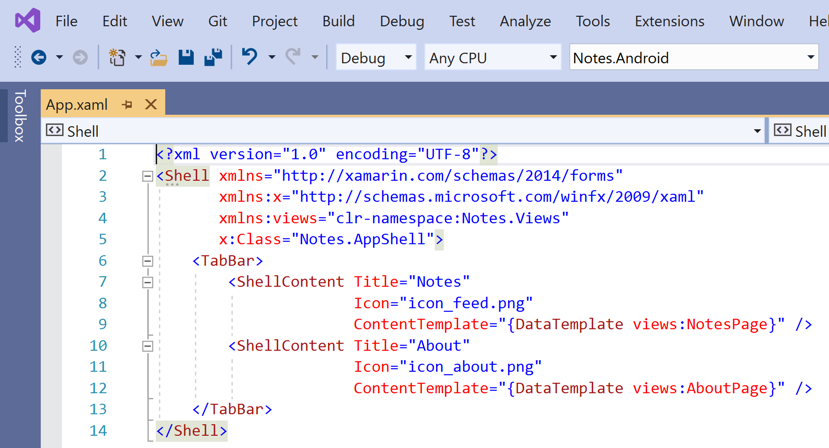 File Edit View Git Project Build Debug Test Analyze Tools Extensions Window
Debug Any CPU Notes.Android
Toolbox
App.xaml
Shell Shell
1 <?xml version="1.0" encoding="UTF-8"?>
2 <Shell xmlns="http://xamarin.com/schemas/2014/forms"
3 xmlns:x="http://schemas.microsoft.com/winfx/2009/xaml"
4 xmlns:views="clr-namespace:Notes.Views"
5 x:Class="Notes.AppShell">
6 <TabBar>
7 <ShellContent Title="Notes"
8 Icon="icon_feed.png"
9 ContentTemplate="{DataTemplate views:NotesPage}" />
10 <ShellContent Title="About"
11 Icon="icon_about.png"
12 ContentTemplate="{DataTemplate views:AboutPage}" />
13 </TabBar>
14 </Shell>